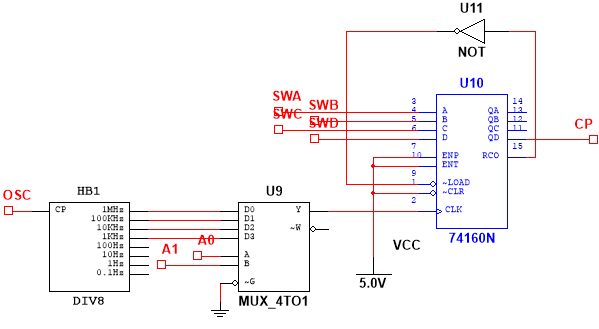 U11
NOT
U10
SWA
SWB
SWC
SWD
3
4
5
6
7
10
9
1
2
A
B
C
D
ENP
ENT
~LOAD
~CLR
CLK
QA
QB
QC
QD
RCO
14
13
12
11
15
74160N
CP
OSC
HB1
CP
1MHz
100KHz
10KHz
1KHz
100Hz
10Hz
1Hz
0.1Hz
DIV8
A1
A0
U9
D0
D1
D2
D3
A
B
~G
Y
~W
MUX_4TO1
VCC
5.0V